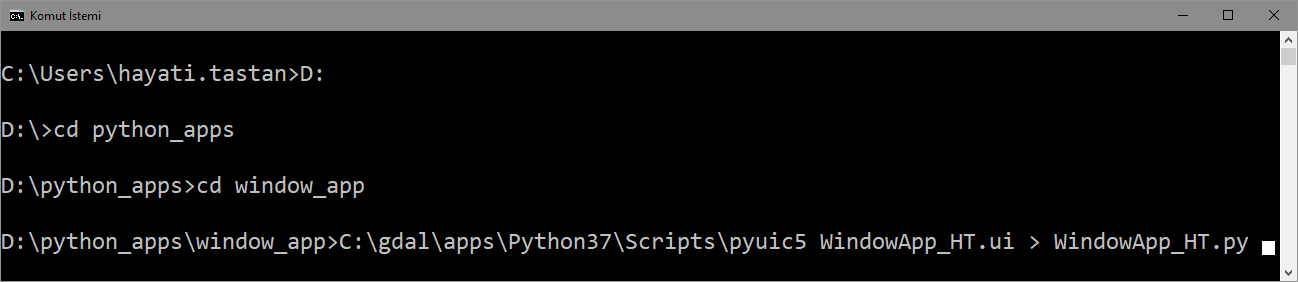 Komut İstemi
C:\Users\hayati.tastan>D:
D:\>cd python_apps
D:\python_apps>cd window_app
D:\python_apps\window_app>C:\gdal\apps\Python37\Scripts\pyuic5 WindowApp_HT.ui > WindowApp_HT.py